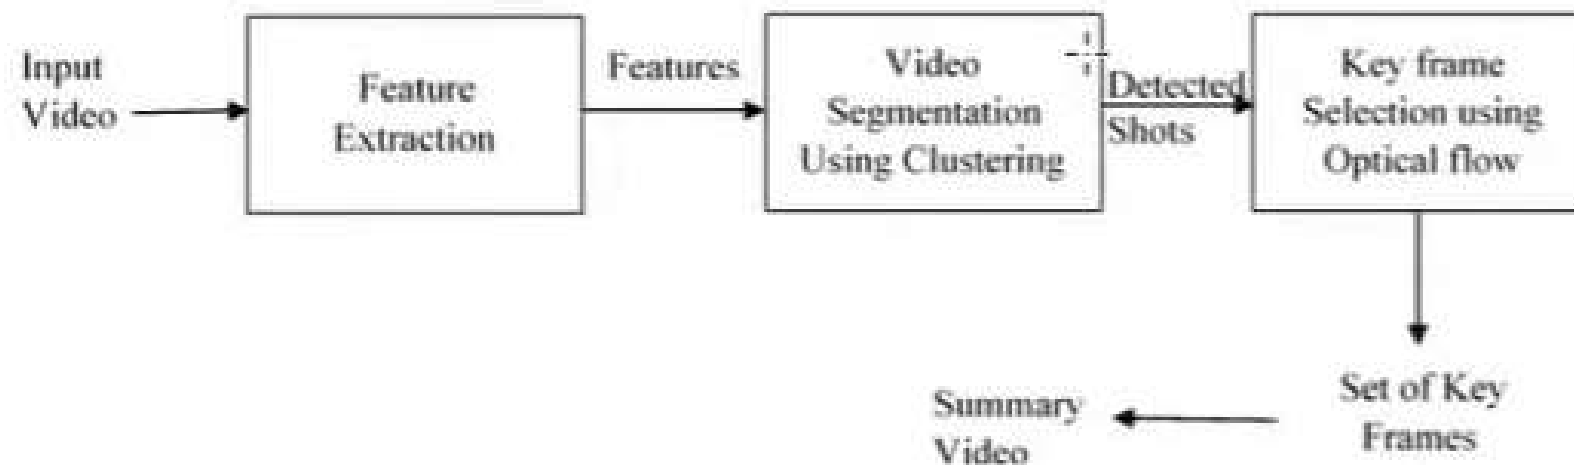 Input
Video
Feature
Extraction
Features
Video
Segmentation
Using Clustering
Detected
Shots
Key frame
Selection using
Optical flow
Set of Key
Frames
Summary
Video